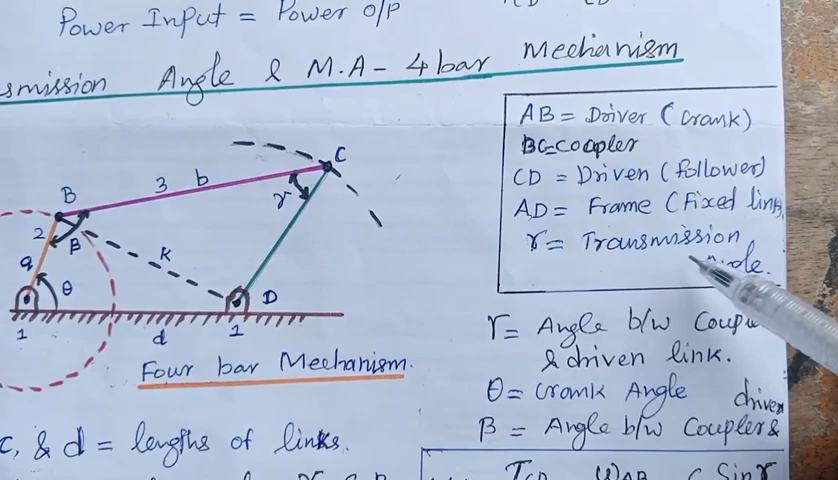 Power Input = Power o/p
smission Angle & M.A - 4 bar Mechanism
AB = Driver (Crank)
BC = Coupler
CD = Driven (Follower)
AD = Frame (Fixed link)
γ = Transmission
C
3 b
B
γ
2
β
a
k
θ
D
1
d
1
Four bar Mechanism.
γ = Angle b/w Couple
& driven link.
θ = Crank Angle
driven
β = Angle b/w Coupler &
c, & d = lengths of links.